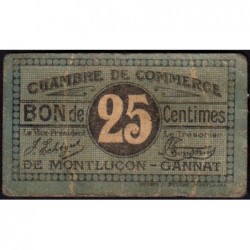 CHAMBRE DE COMMERCE
BON de 25 Centimes
Le Vice-Président Le Trésorier
DE MONTLUÇON - GANNAT